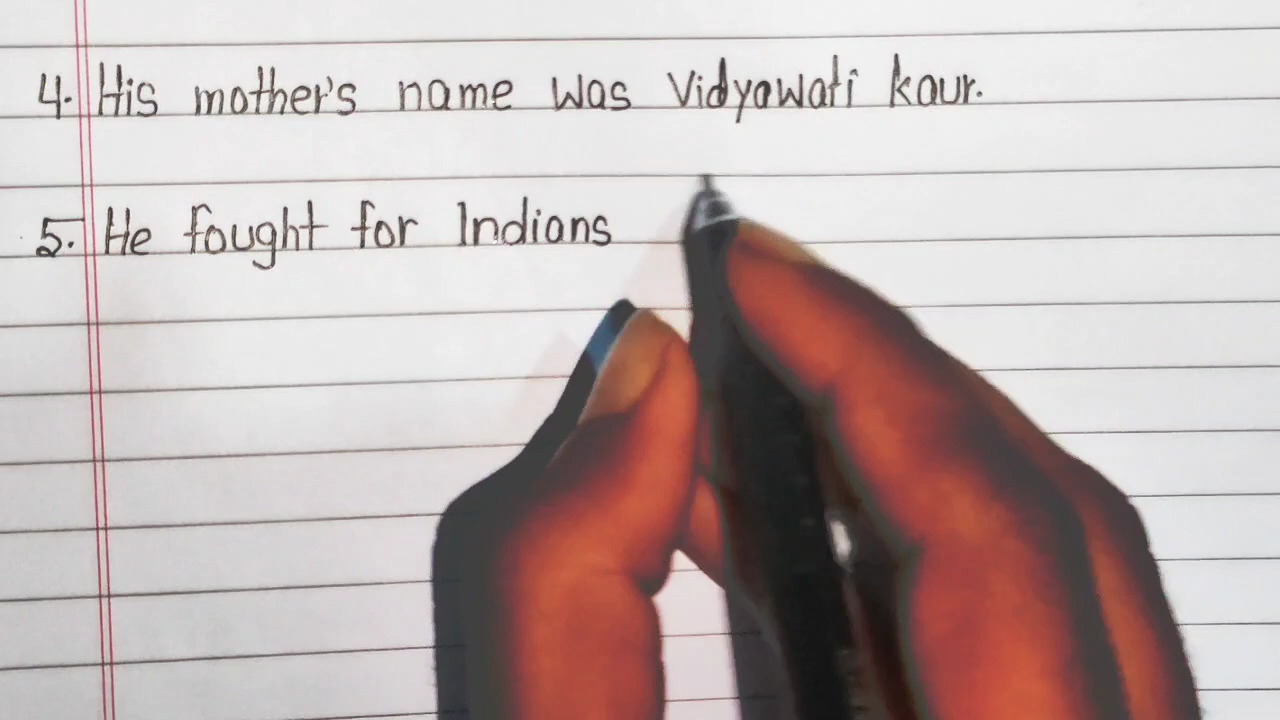 4. His mother's name was Vidyawati kaur.
5. He fought for Indians